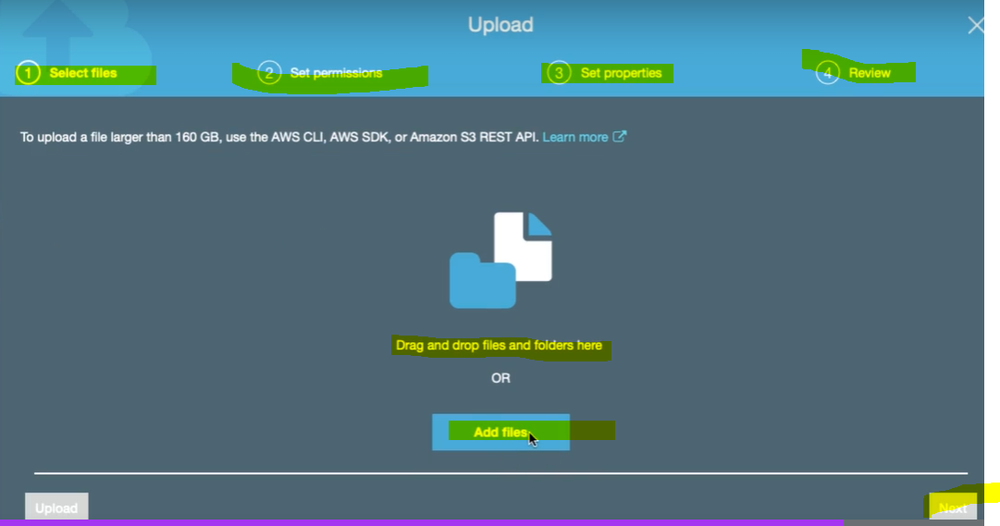 Upload
1 Select files
2 Set permissions
3 Set properties
4 Review
To upload a file larger than 160 GB, use the AWS CLI, AWS SDK, or Amazon S3 REST API. Learn more
Drag and drop files and folders here
OR
Add files
Upload
Next